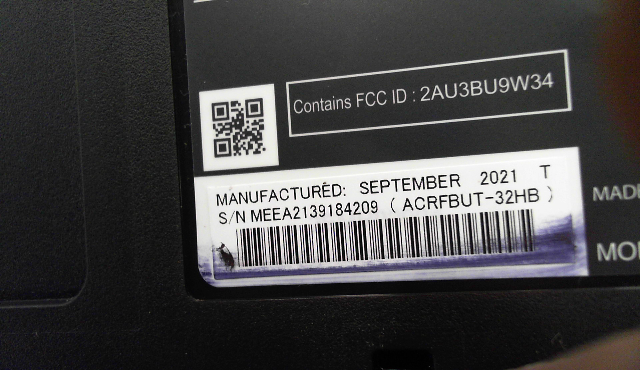 Contains FCC ID : 2AU3BU9W34
MANUFACTURED: SEPTEMBER 2021 T
S/N MEEA2139184209 ( ACRFBUT-32HB )